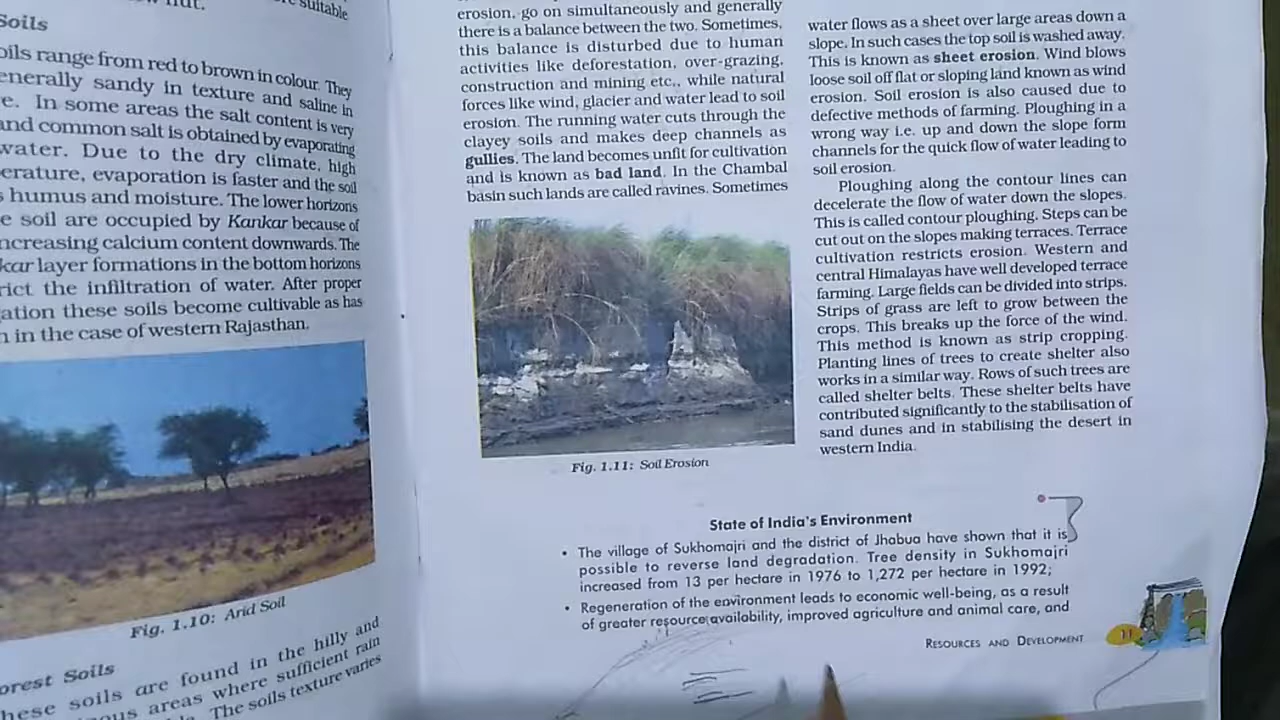 suitable
Soils
oils range from red to brown in colour. They
enerally sandy in texture and saline in
e. In some areas the salt content is very
and common salt is obtained by evaporating
water. Due to the dry climate, high
erature, evaporation is faster and the soil
s humus and moisture. The lower horizons
e soil are occupied by Kankar because of
ncreasing calcium content downwards. The
kar layer formations in the bottom horizons
rict the infiltration of water. After proper
gation these soils become cultivable as has
n in the case of western Rajasthan.
Fig. 1.10: Arid Soil
orest Soils
hese soils are found in the hilly and
ous areas where sufficient rain
The soils texture varies
erosion, go on simultaneously and generally
there is a balance between the two. Sometimes,
this balance is disturbed due to human
activities like deforestation, over-grazing,
construction and mining etc., while natural
forces like wind, glacier and water lead to soil
erosion. The running water cuts through the
clayey soils and makes deep channels as
gullies. The land becomes unfit for cultivation
and is known as bad land. In the Chambal
basin such lands are called ravines. Sometimes
Fig. 1.11: Soil Erosion
water flows as a sheet over large areas down a
slope. In such cases the top soil is washed away.
This is known as sheet erosion. Wind blows
loose soil off flat or sloping land known as wind
erosion. Soil erosion is also caused due to
defective methods of farming. Ploughing in a
wrong way i.e. up and down the slope form
channels for the quick flow of water leading to
soil erosion.
Ploughing along the contour lines can
decelerate the flow of water down the slopes.
This is called contour ploughing. Steps can be
cut out on the slopes making terraces. Terrace
cultivation restricts erosion. Western and
central Himalayas have well developed terrace
farming. Large fields can be divided into strips.
Strips of grass are left to grow between the
crops. This breaks up the force of the wind.
This method is known as strip cropping.
Planting lines of trees to create shelter also
works in a similar way. Rows of such trees are
called shelter belts. These shelter belts have
contributed significantly to the stabilisation of
sand dunes and in stabilising the desert in
western India.
State of India's Environment
• The village of Sukhomajri and the district of Jhabua have shown that it is
possible to reverse land degradation. Tree density in Sukhomajri
increased from 13 per hectare in 1976 to 1,272 per hectare in 1992;
• Regeneration of the environment leads to economic well-being, as a result
of greater resource availability, improved agriculture and animal care, and
RESOURCES AND DEVELOPMENT 11